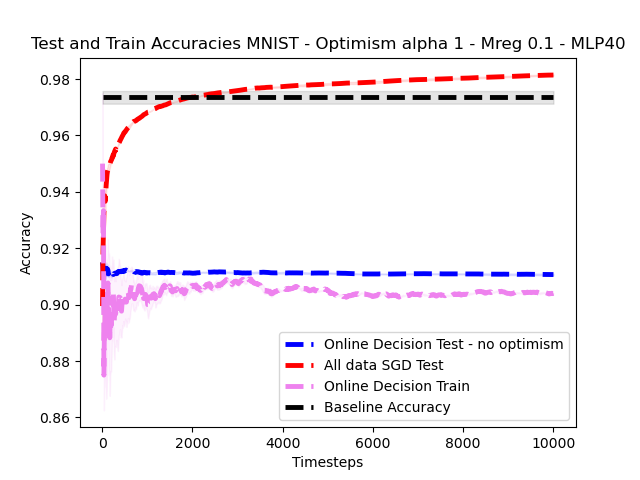 Test and Train Accuracies MNIST - Optimism alpha 1 - Mreg 0.1 - MLP40
Accuracy
0.98
0.96
0.94
0.92
0.90
0.88
0.86
Online Decision Test - no optimism
All data SGD Test
Online Decision Train
Baseline Accuracy
0 2000 4000 6000 8000 10000
Timesteps